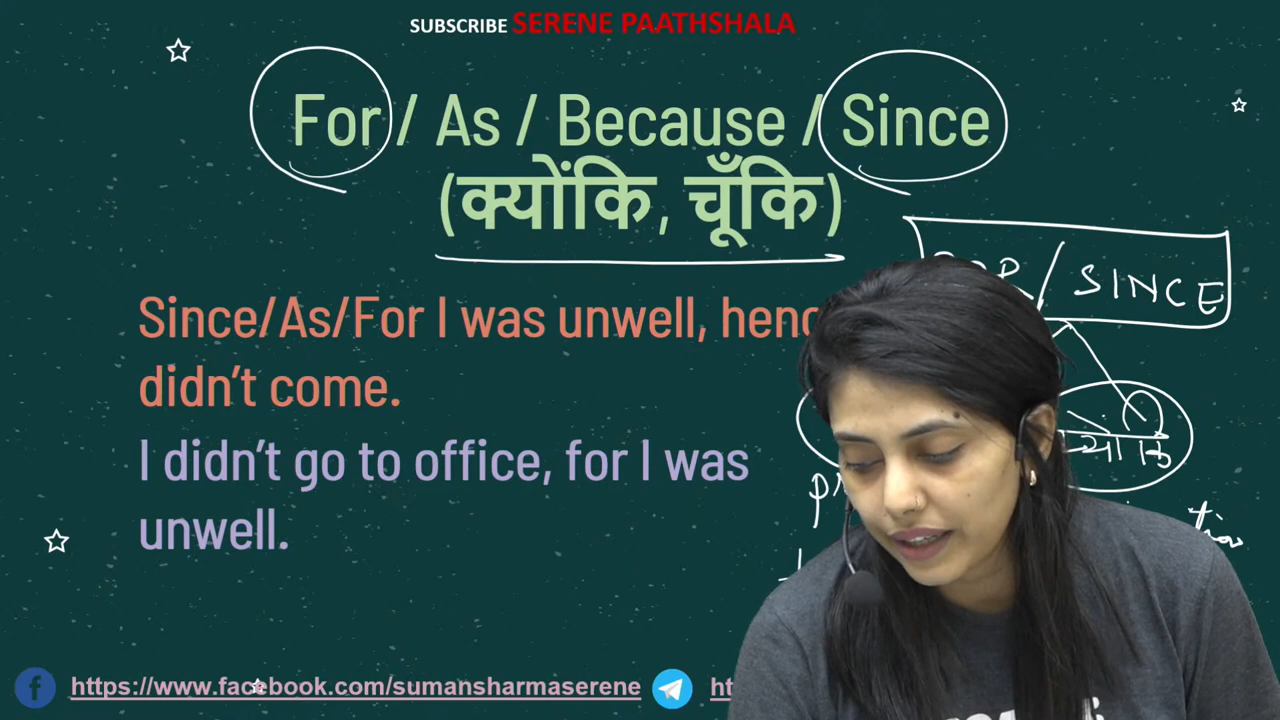 SUBSCRIBE SERENE PAATHSHALA
For / As / Because / Since
(क्योंकि, चूँकि)
/ SINCE
Since/As/For I was unwell,
didn't come.
I didn't go to office, for I was
unwell.
https://www.facebook.com/sumansharmaserene